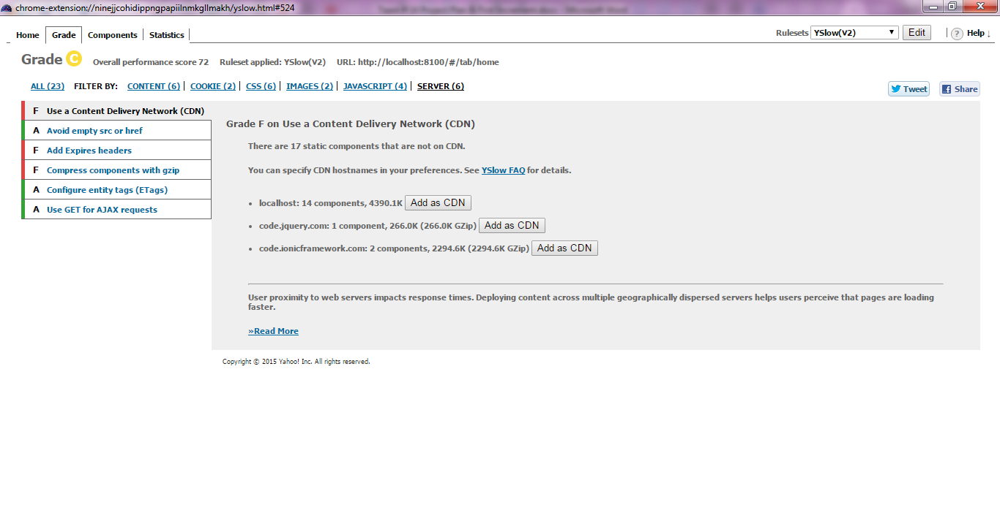 chrome-extension://ninejjcohidippngpapiilnmkgllmakh/yslow.html#524
Home Grade Components Statistics Rulesets YSlow(V2) Edit ? Help ↓
Grade C Overall performance score 72 Ruleset applied: YSlow(V2) URL: http://localhost:8100/#/tab/home
ALL (23) FILTER BY: CONTENT (6) | COOKIE (2) | CSS (6) | IMAGES (2) | JAVASCRIPT (4) | SERVER (6) Tweet Share
F Use a Content Delivery Network (CDN)
A Avoid empty src or href
F Add Expires headers
F Compress components with gzip
A Configure entity tags (ETags)
A Use GET for AJAX requests
Grade F on Use a Content Delivery Network (CDN)
There are 17 static components that are not on CDN.
You can specify CDN hostnames in your preferences. See YSlow FAQ for details.
• localhost: 14 components, 4390.1K Add as CDN
• code.jquery.com: 1 component, 266.0K (266.0K GZip) Add as CDN
• code.ionicframework.com: 2 components, 2294.6K (2294.6K GZip) Add as CDN
User proximity to web servers impacts response times. Deploying content across multiple geographically dispersed servers helps users perceive that pages are loading
faster.
»Read More
Copyright © 2015 Yahoo! Inc. All rights reserved.